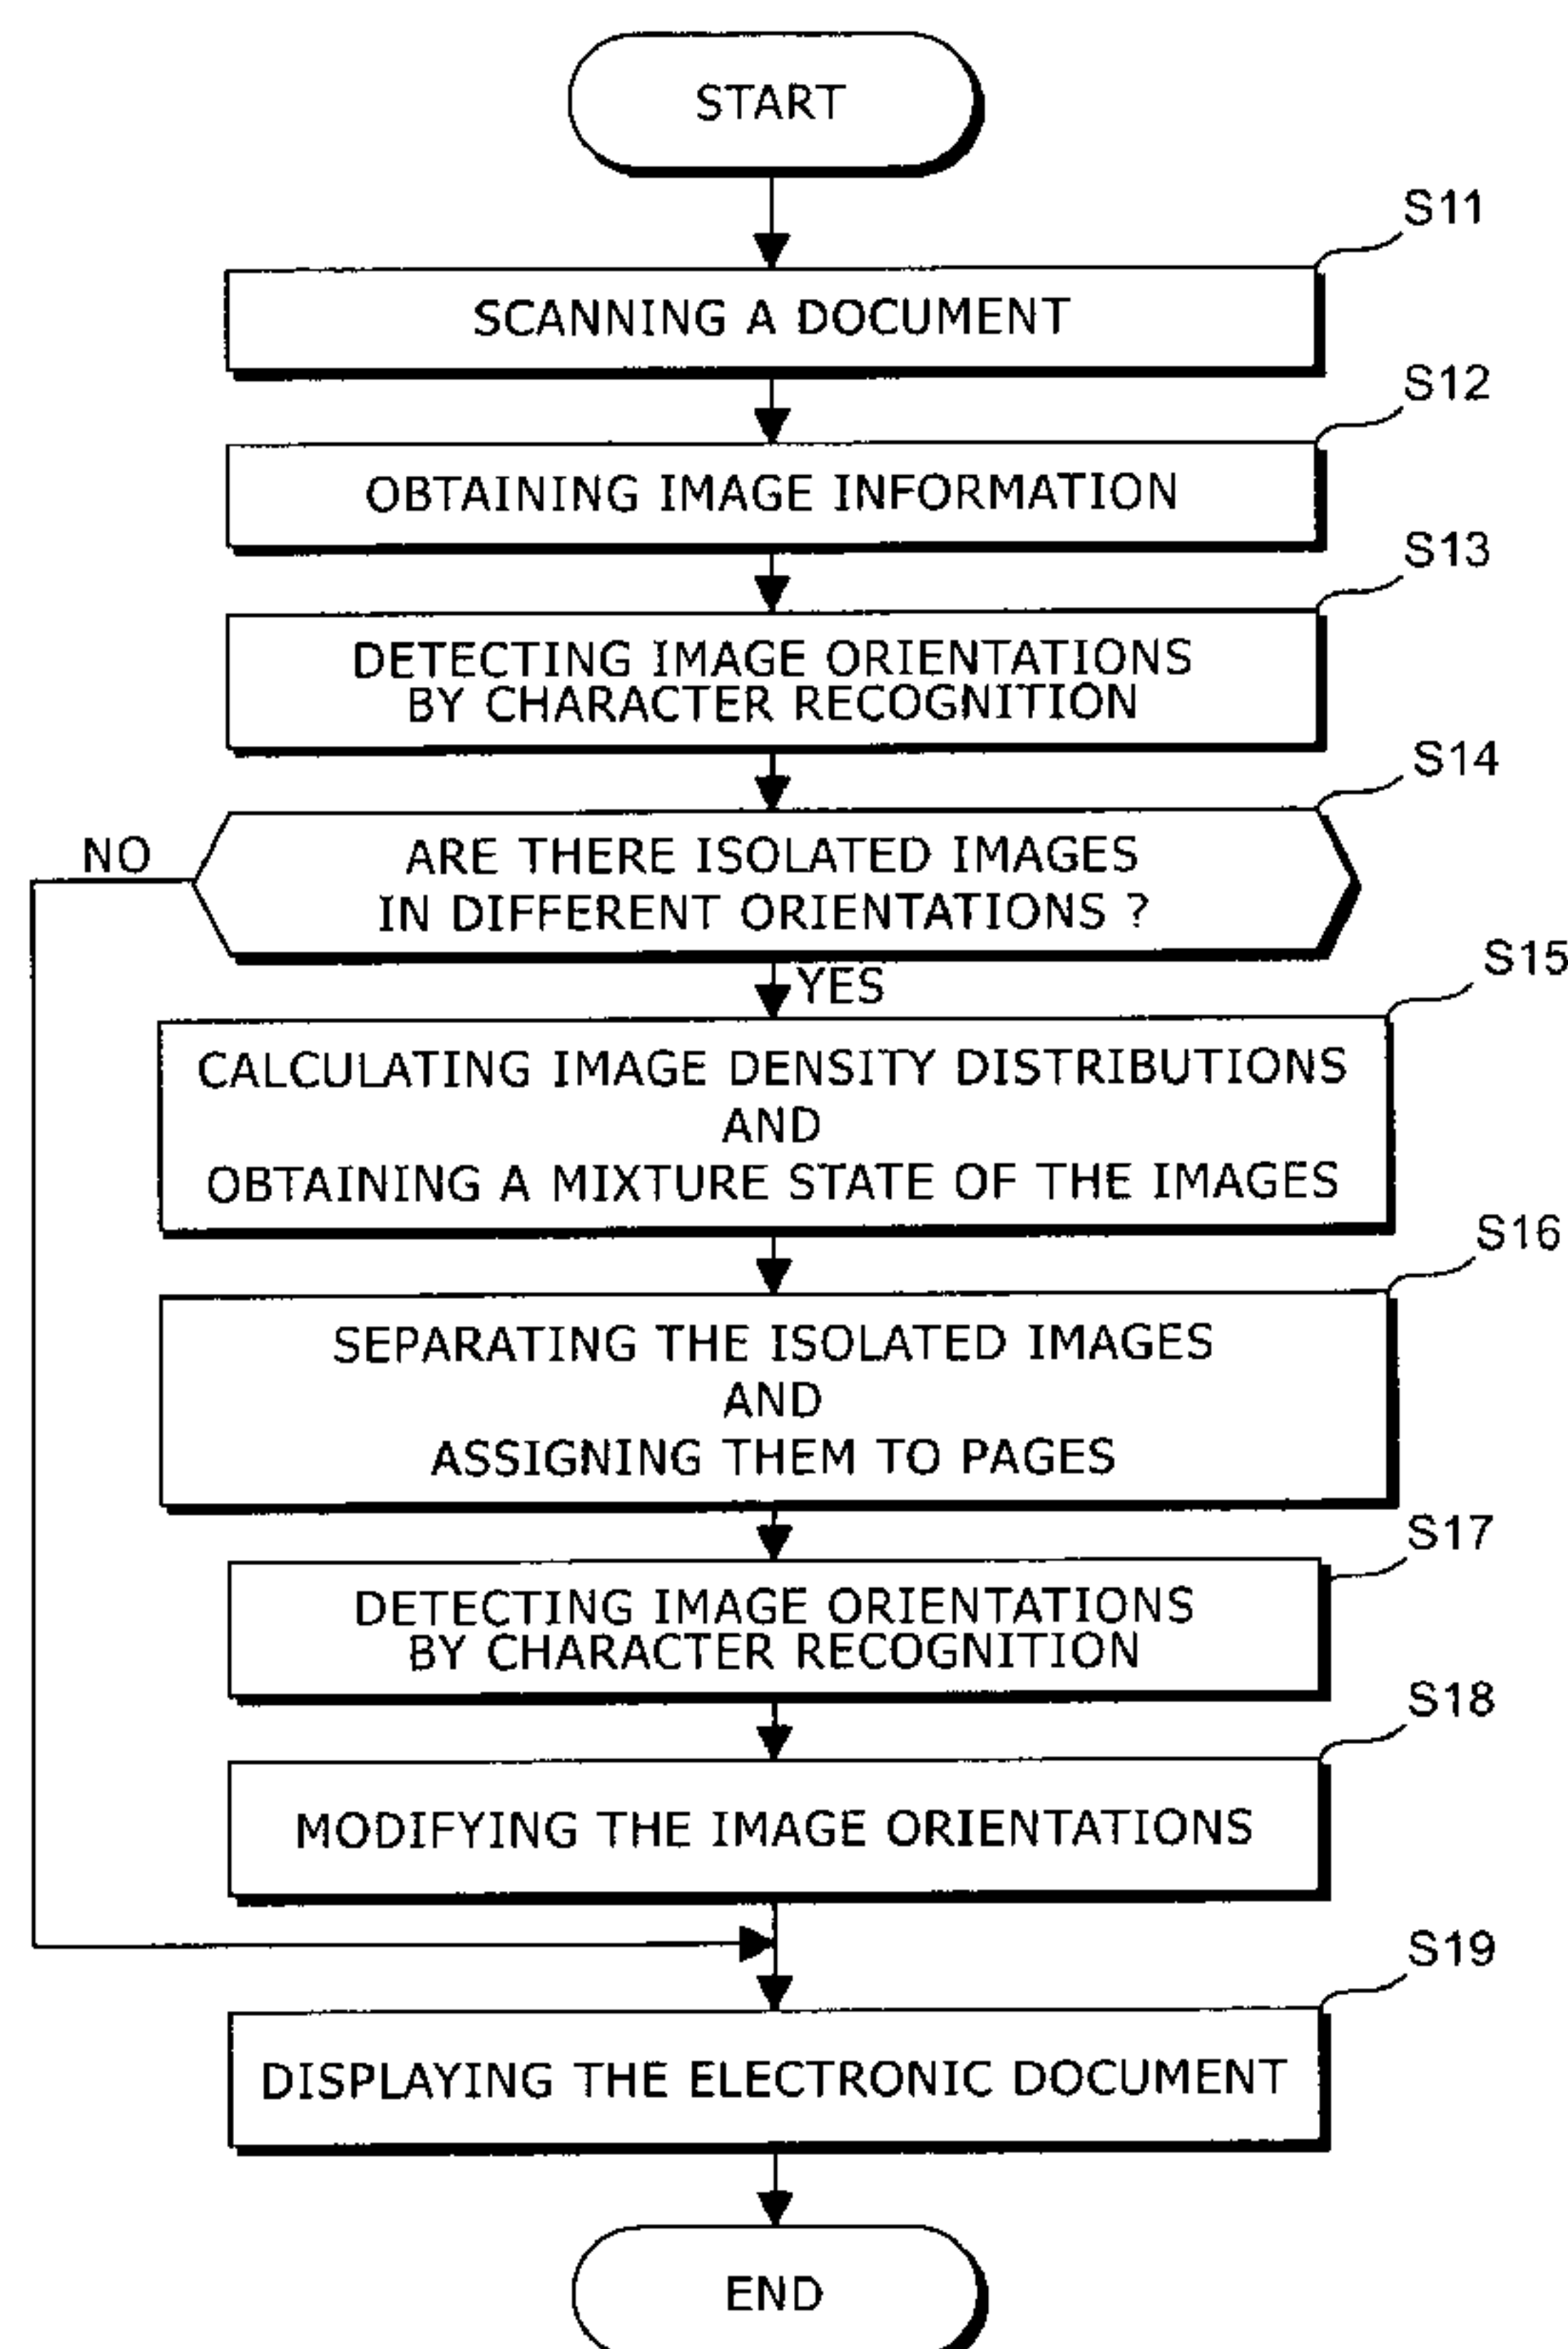 START
S11
SCANNING A DOCUMENT
S12
OBTAINING IMAGE INFORMATION
S13
DETECTING IMAGE ORIENTATIONS
BY CHARACTER RECOGNITION
S14
NO
ARE THERE ISOLATED IMAGES
IN DIFFERENT ORIENTATIONS ?
YES
S15
CALCULATING IMAGE DENSITY DISTRIBUTIONS
AND
OBTAINING A MIXTURE STATE OF THE IMAGES
S16
SEPARATING THE ISOLATED IMAGES
AND
ASSIGNING THEM TO PAGES
S17
DETECTING IMAGE ORIENTATIONS
BY CHARACTER RECOGNITION
S18
MODIFYING THE IMAGE ORIENTATIONS
S19
DISPLAYING THE ELECTRONIC DOCUMENT
END